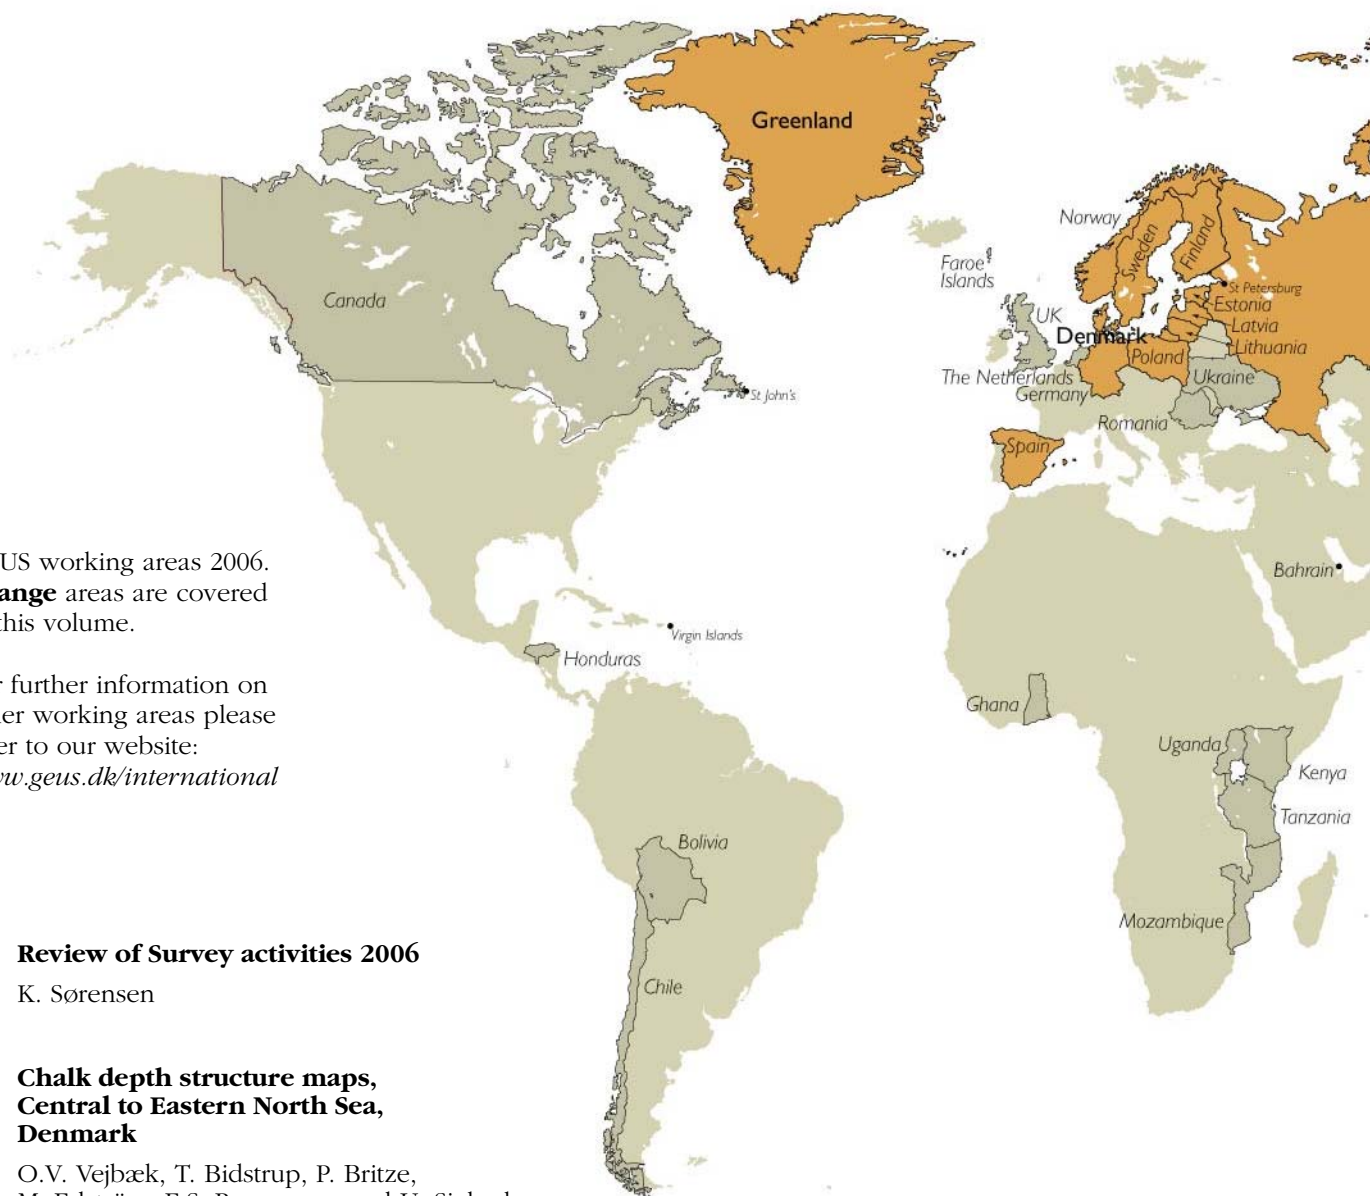 Greenland
Norway
Sweden
Finland
Faroe
Islands
St Petersburg
Estonia
Canada
UK
Latvia
Denmark
Lithuania
Poland
The Netherlands
Ukraine
Germany
St John's
Romania
Spain
US working areas 2006.
ange areas are covered
this volume.
Bahrain
Virgin Islands
Honduras
r further information on
er working areas please
er to our website:
w.geus.dk/international
Ghana
Uganda
Kenya
Tanzania
Bolivia
Mozambique
Chile
Review of Survey activities 2006
K. Sørensen
Chalk depth structure maps,
Central to Eastern North Sea,
Denmark
O.V. Vejbæk, T. Bidstrup, P. Britze,